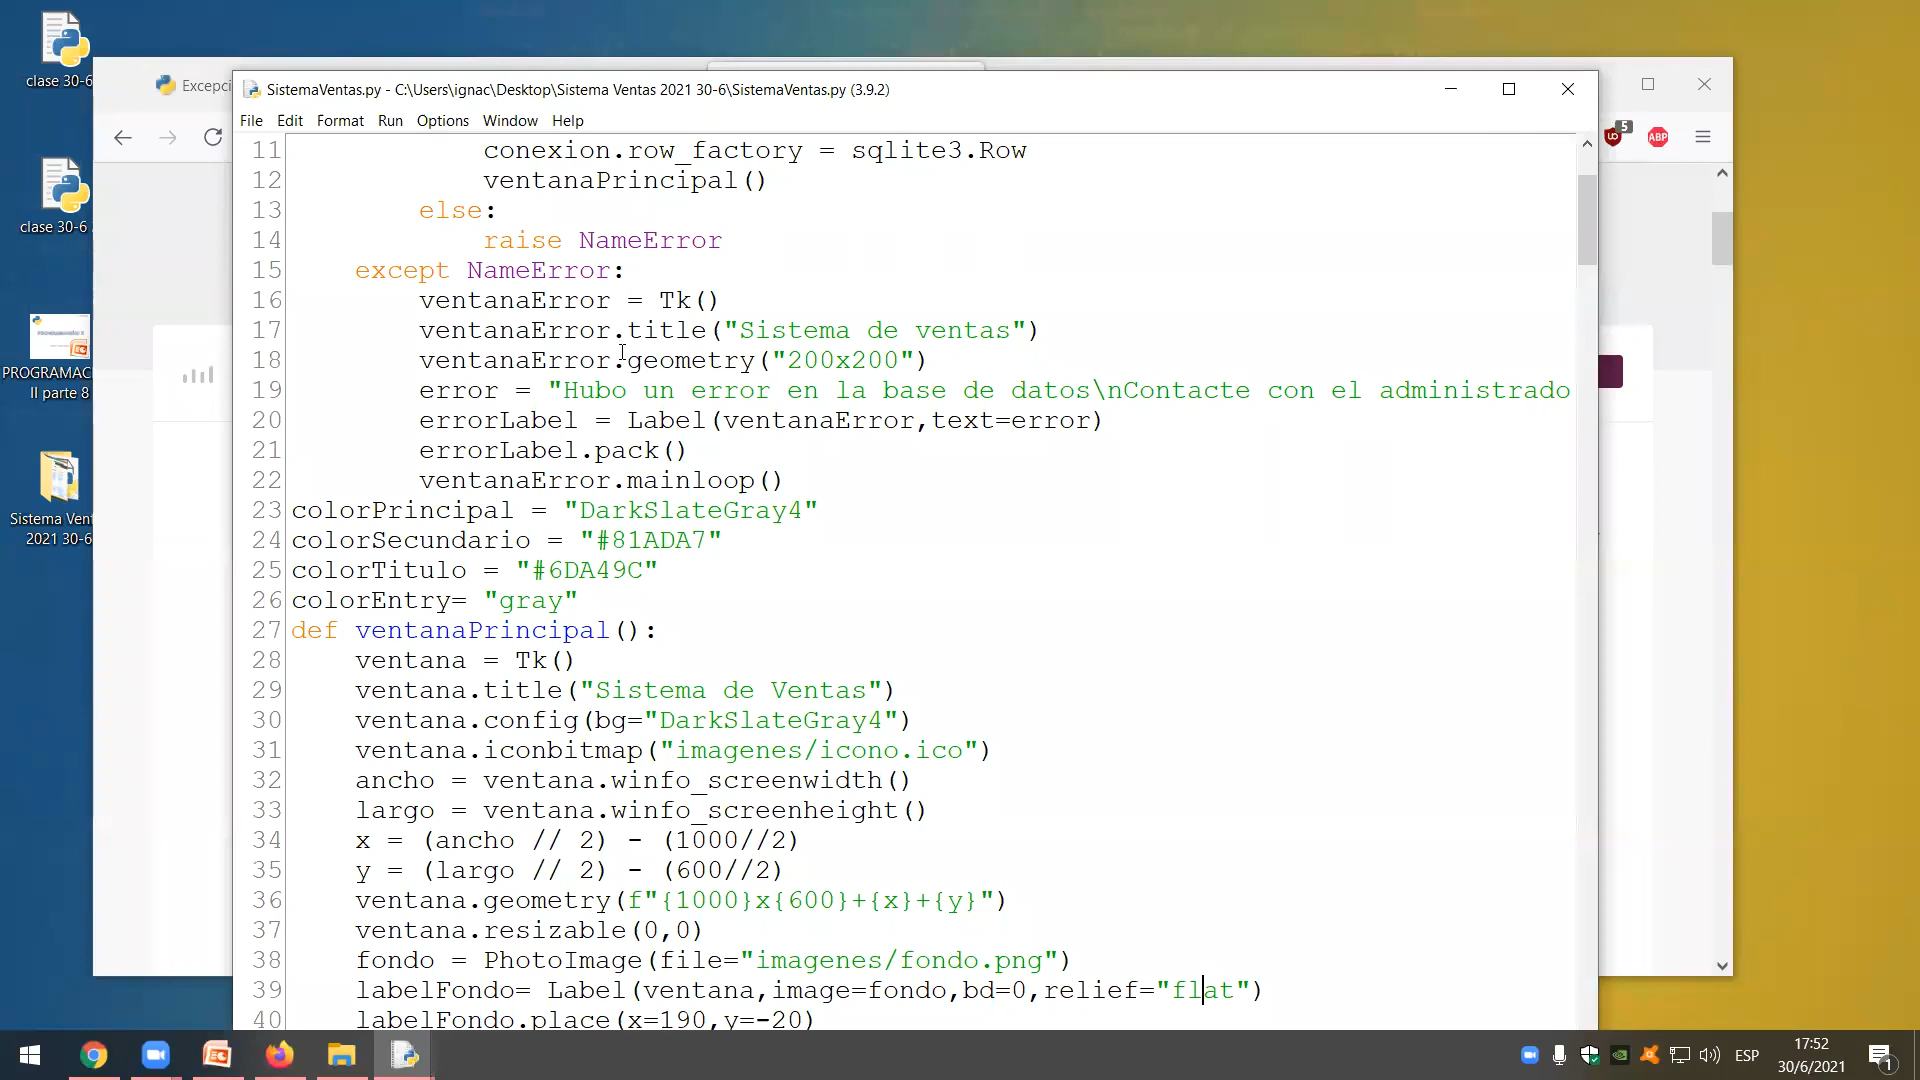 clase 30-6
clase 30-6
PROGRAMAC
II parte 8
Sistema Ven
2021 30-6
Excepci
SistemaVentas.py - C:\Users\ignac\Desktop\Sistema Ventas 2021 30-6\SistemaVentas.py (3.9.2)
File Edit Format Run Options Window Help
5
ABP
11 conexion.row_factory = sqlite3.Row
12 ventanaPrincipal()
13 else:
14 raise NameError
15 except NameError:
16 ventanaError = Tk()
17 ventanaError.title("Sistema de ventas")
18 ventanaError.geometry("200x200")
19 error = "Hubo un error en la base de datos\nContacte con el administrado
20 errorLabel = Label(ventanaError,text=error)
21 errorLabel.pack()
22 ventanaError.mainloop()
23 colorPrincipal = "DarkSlateGray4"
24 colorSecundario = "#81ADA7"
25 colorTitulo = "#6DA49C"
26 colorEntry= "gray"
27 def ventanaPrincipal():
28 ventana = Tk()
29 ventana.title("Sistema de Ventas")
30 ventana.config(bg="DarkSlateGray4")
31 ventana.iconbitmap("imagenes/icono.ico")
32 ancho = ventana.winfo_screenwidth()
33 largo = ventana.winfo_screenheight()
34 x = (ancho // 2) - (1000//2)
35 y = (largo // 2) - (600//2)
36 ventana.geometry(f"{1000}x{600}+{x}+{y}")
37 ventana.resizable(0,0)
38 fondo = PhotoImage(file="imagenes/fondo.png")
39 labelFondo= Label(ventana,image=fondo,bd=0,relief="flat")
40 labelFondo.place(x=190,y=-20)
ESP
17:52
30/6/2021
1